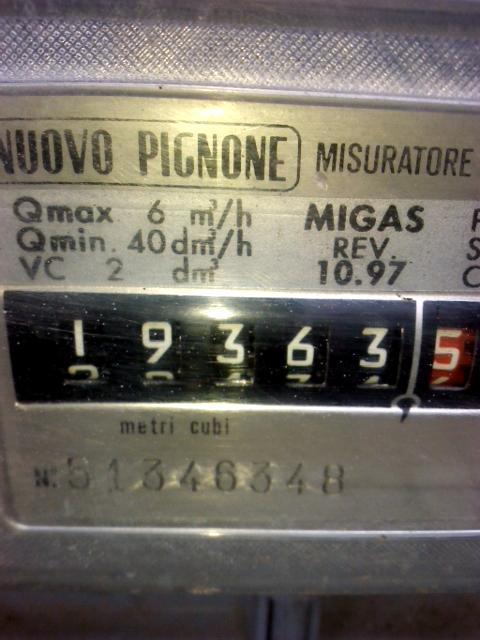 NUOVO PIGNONE MISURATORE
Qmax 6 m³/h MIGAS
Qmin. 40 dm³/h REV.
VC 2 dm³ 10.97
19363 5
metri cubi
N: 51346348